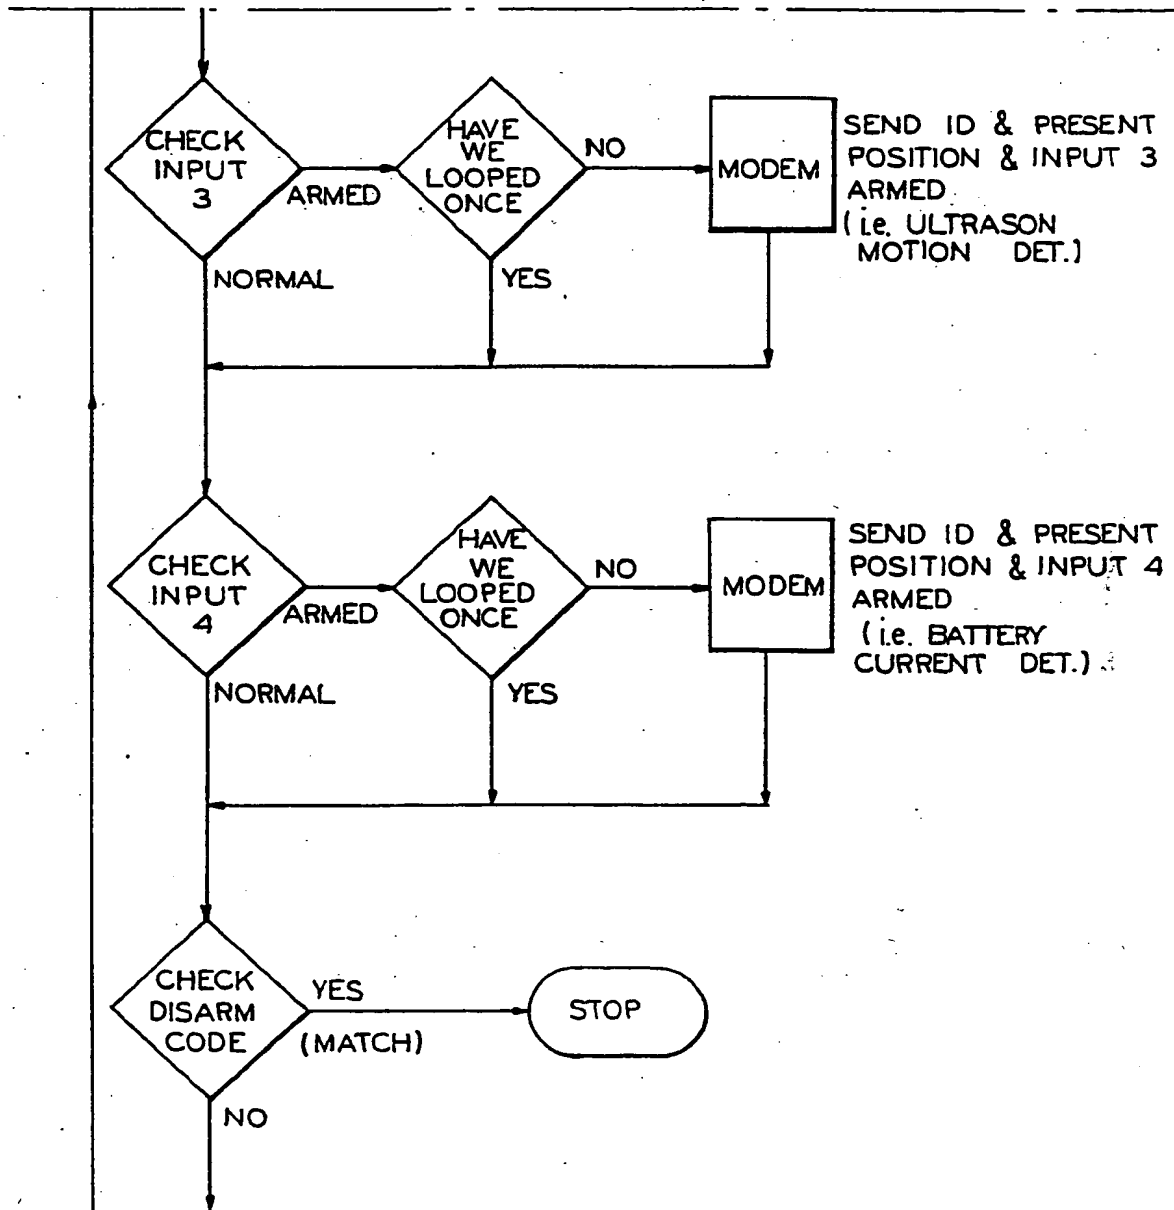 CHECK
INPUT
3
ARMED
HAVE
WE
LOOPED
ONCE
NO
MODEM
SEND ID & PRESENT
POSITION & INPUT 3
ARMED
(i.e. ULTRASON
MOTION DET.)
NORMAL
YES
CHECK
INPUT
4
ARMED
HAVE
WE
LOOPED
ONCE
NO
MODEM
SEND ID & PRESENT
POSITION & INPUT 4
ARMED
(i.e. BATTERY
CURRENT DET.)
NORMAL
YES
CHECK
DISARM
CODE
YES
(MATCH)
STOP
NO